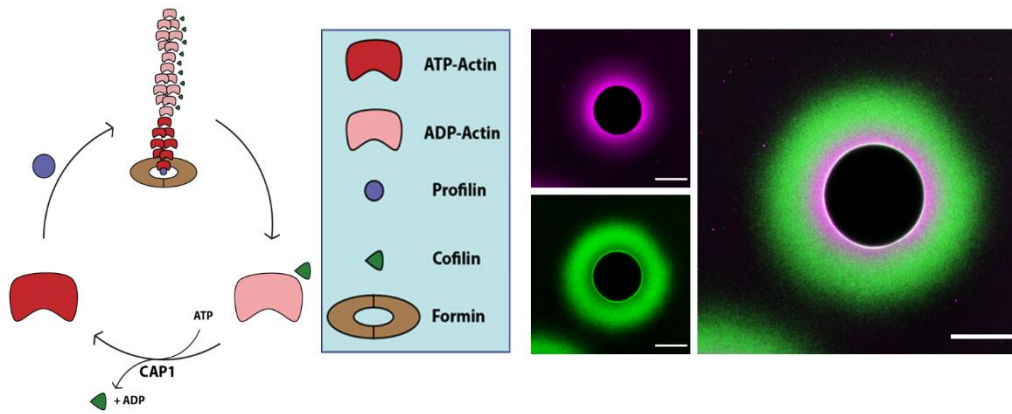 ATP
CAP1
+ ADP
ATP-Actin
ADP-Actin
Profilin
Cofilin
Formin